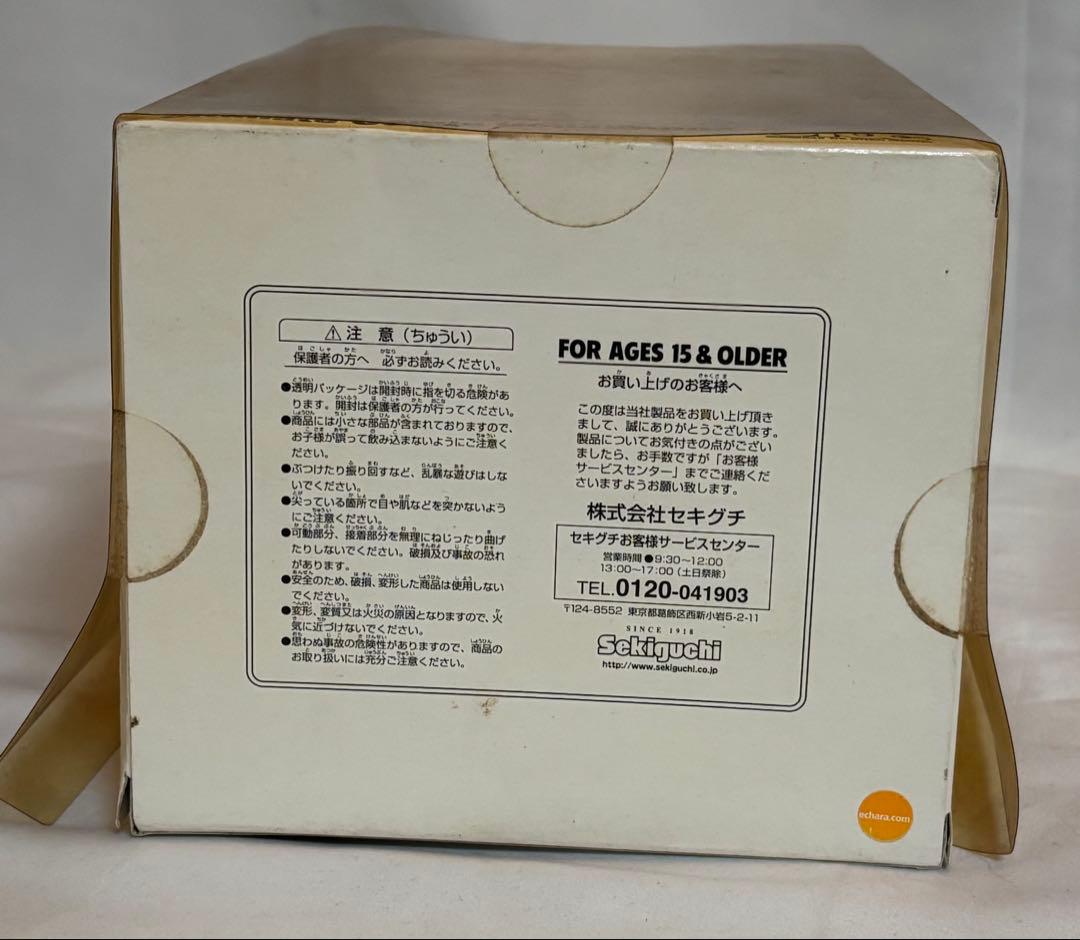 ⚠注 意(ちゅうい)
保護者の方へ 必ずお読みください。
●透明パッケージは開封時に指を切る危険があ
ります。開封は保護者の方が行ってください。
●商品には小さな部品が含まれておりますので、
お子様が誤って飲み込まないようにご注意く
ださい。
●ぶつけたり振り回すなど、乱暴な遊びはしな
いでください。
●尖っている箇所で目や肌などを突かないよう
にご注意ください。
●可動部分、接着部分を無理にねじったり曲げ
たりしないでください。破損及び事故の恐れ
があります。
●安全のため、破損、変形した商品は使用しない
でください。
●変形、変質又は火災の原因となりますので、火
気に近づけないでください。
●思わぬ事故の危険性がありますので、商品の
お取り扱いには充分ご注意ください。
FOR AGES 15 & OLDER
お買い上げのお客様へ
この度は当社製品をお買い上げ頂き
まして、誠にありがとうございます。
製品についてお気付きの点がござい
ましたら、お手数ですが「お客様
サービスセンター」までご連絡くだ
さいますようお願い致します。
株式会社セキグチ
セキグチお客様サービスセンター
営業時間●9:30~12:00
13:00~17:00(土日祭除)
TEL.0120-041903
〒124-8552 東京都葛飾区西新小岩5-2-11
SINCE 1918
Sekiguchi
http://www.sekiguchi.co.jp
echara.com